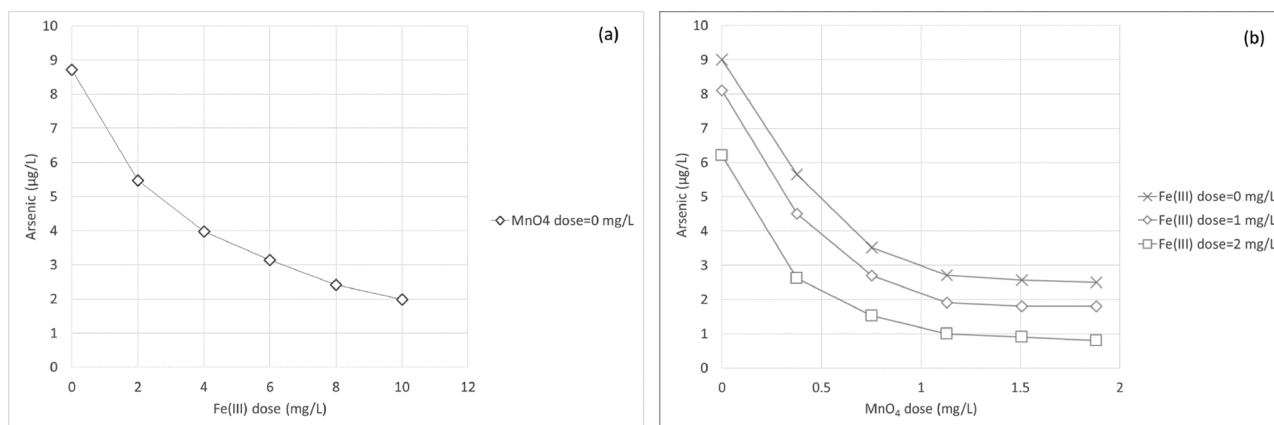 (a)
10
9
8
7
6
5
4
3
2
1
0
Arsenic (µg/L)
0 2 4 6 8 10 12
Fe(III) dose (mg/L)
MnO4 dose=0 mg/L
(b)
10
9
8
7
6
5
4
3
2
1
0
Arsenic (µg/L)
0 0.5 1 1.5 2
MnO₄ dose (mg/L)
Fe(III) dose=0 mg/L
Fe(III) dose=1 mg/L
Fe(III) dose=2 mg/L